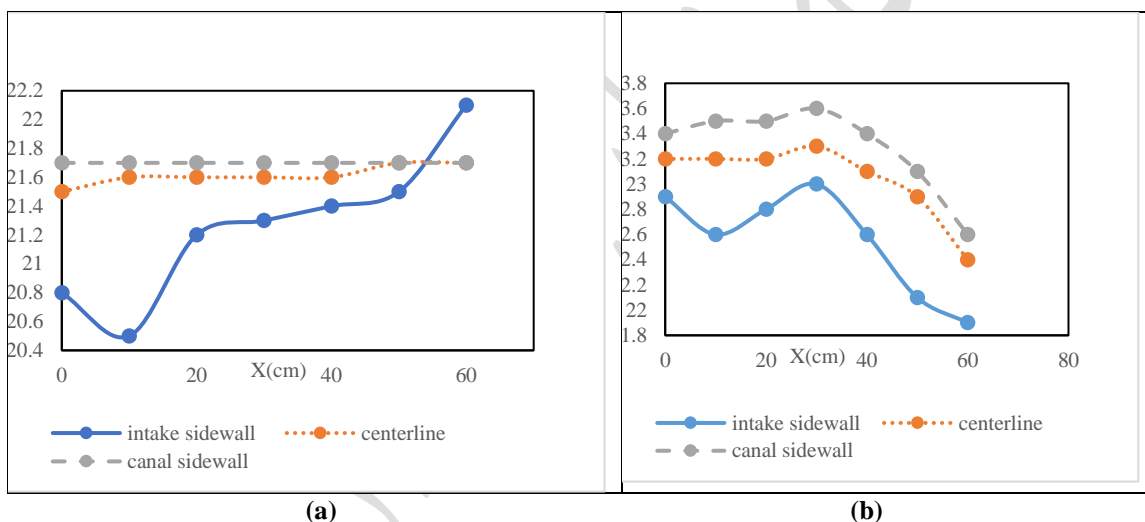 22.2
22
21.8
21.6
21.4
21.2
21
20.8
20.6
20.4
0 20 X(cm) 40 60
intake sidewall centerline
canal sidewall
(a)
3.8
3.6
3.4
3.2
23
2.8
2.6
2.4
2.2
22
1.8
0 20 X(cm) 40 60 80
intake sidewall centerline
canal sidewall
(b)